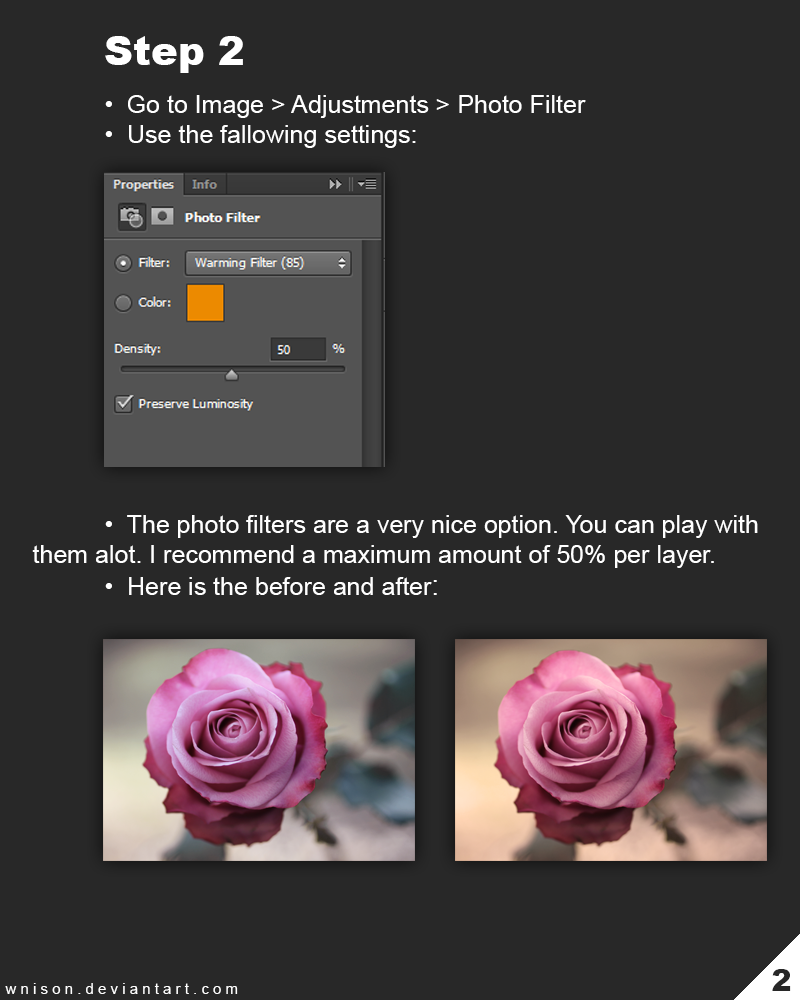 Step 2
• Go to Image > Adjustments > Photo Filter
• Use the fallowing settings:
Properties Info
Photo Filter
Filter: Warming Filter (85)
Color:
Density: 50 %
Preserve Luminosity
• The photo filters are a very nice option. You can play with
them alot. I recommend a maximum amount of 50% per layer.
• Here is the before and after:
wnison.deviantart.com
2